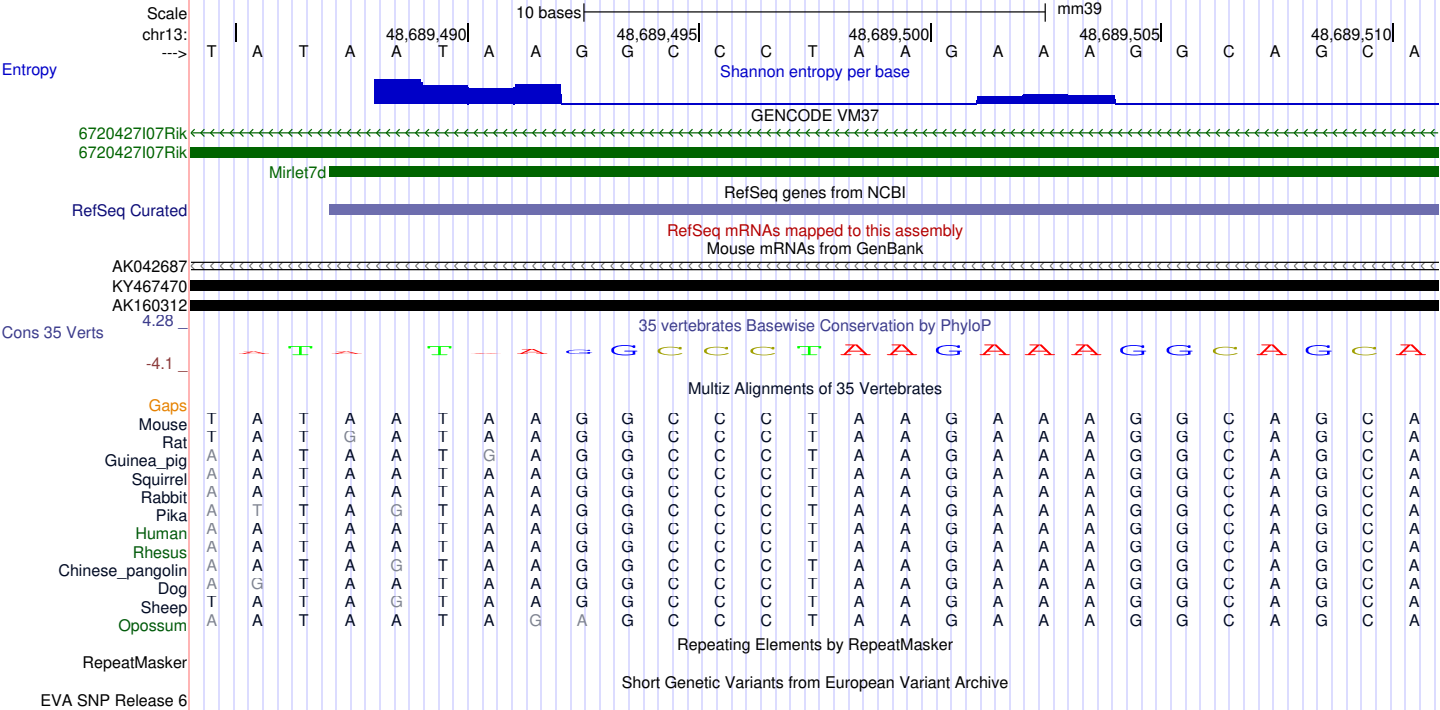 Scale 10 bases mm39
chr13: 48,689,490 48,689,495 48,689,500 48,689,505 48,689,510
---> T A T A A T A A G G C C C T A A G A A A G G C A G C A
Entropy Shannon entropy per base
GENCODE VM37
6720427I07Rik
6720427I07Rik
Mirlet7d
RefSeq genes from NCBI
RefSeq Curated
RefSeq mRNAs mapped to this assembly
Mouse mRNAs from GenBank
AK042687
KY467470
AK160312
4.28 _
Cons 35 Verts 35 vertebrates Basewise Conservation by PhyloP
A T A T A G G C C C T A A G A A A G G C A G C A
-4.1 _
Multiz Alignments of 35 Vertebrates
Gaps
Mouse T A T A A T A A G G C C C T A A G A A A G G C A G C A
Rat T A T G A T A A G G C C C T A A G A A A G G C A G C A
Guinea_pig A A T A A T G A G G C C C T A A G A A A G G C A G C A
Squirrel A A T A A T A A G G C C C T A A G A A A G G C A G C A
Rabbit A A T A A T A A G G C C C T A A G A A A G G C A G C A
Pika A T T A G T A A G G C C C T A A G A A A G G C A G C A
Human A A T A A T A A G G C C C T A A G A A A G G C A G C A
Rhesus A A T A A T A A G G C C C T A A G A A A G G C A G C A
Chinese_pangolin A A T A G T A A G G C C C T A A G A A A G G C A G C A
Dog A G T A A T A A G G C C C T A A G A A A G G C A G C A
Sheep T A T A G T A A G G C C C T A A G A A A G G C A G C A
Opossum A A T A A T A G A G C C C T A A G A A A G G C A G C A
Repeating Elements by RepeatMasker
RepeatMasker
Short Genetic Variants from European Variant Archive
EVA SNP Release 6